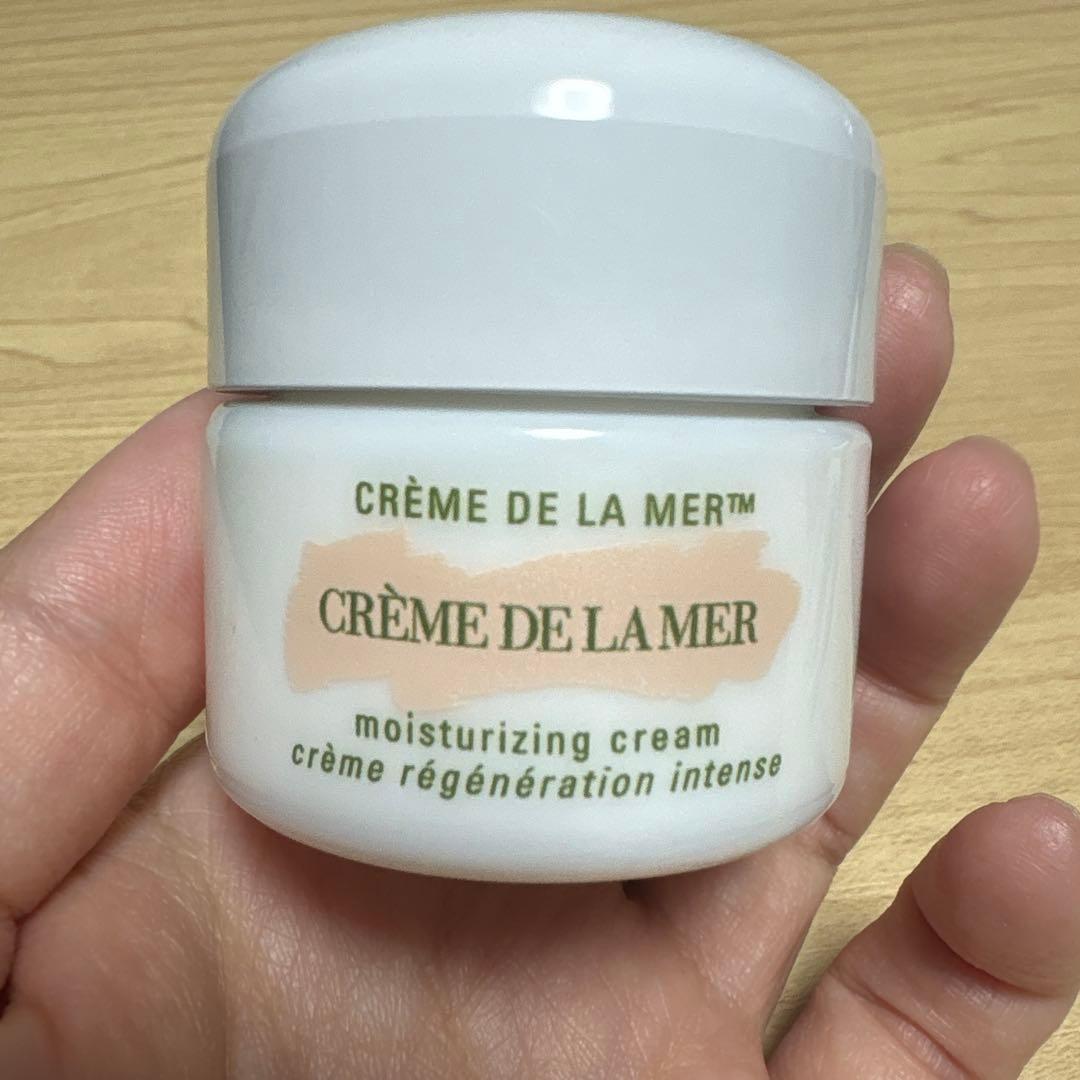 CRÈME DE LA MER™
CRÈME DE LA MER
moisturizing cream
crème régénération intense